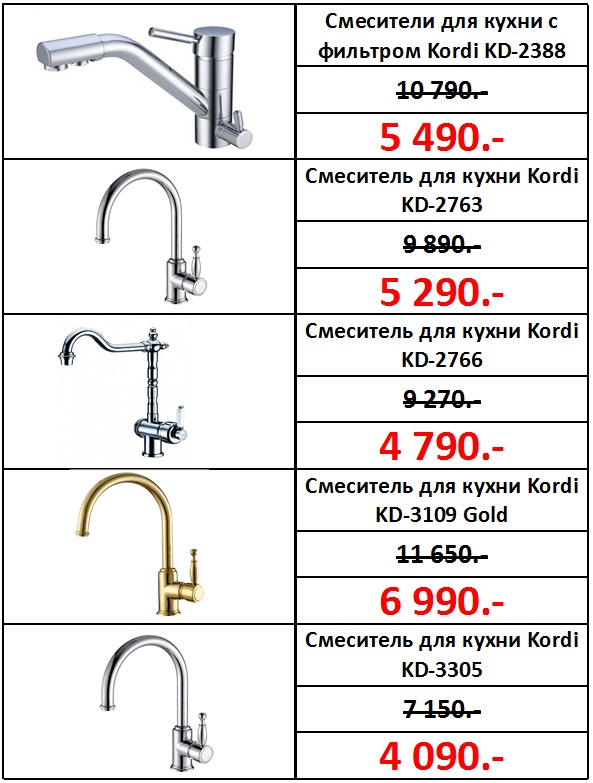 Смесители для кухни с
фильтром Kordi KD-2388
10 790.-
5 490.-
Смеситель для кухни Kordi
KD-2763
9 890.-
5 290.-
Смеситель для кухни Kordi
KD-2766
9 270.-
4 790.-
Смеситель для кухни Kordi
KD-3109 Gold
11 650.-
6 990.-
Смеситель для кухни Kordi
KD-3305
7 150.-
4 090.-